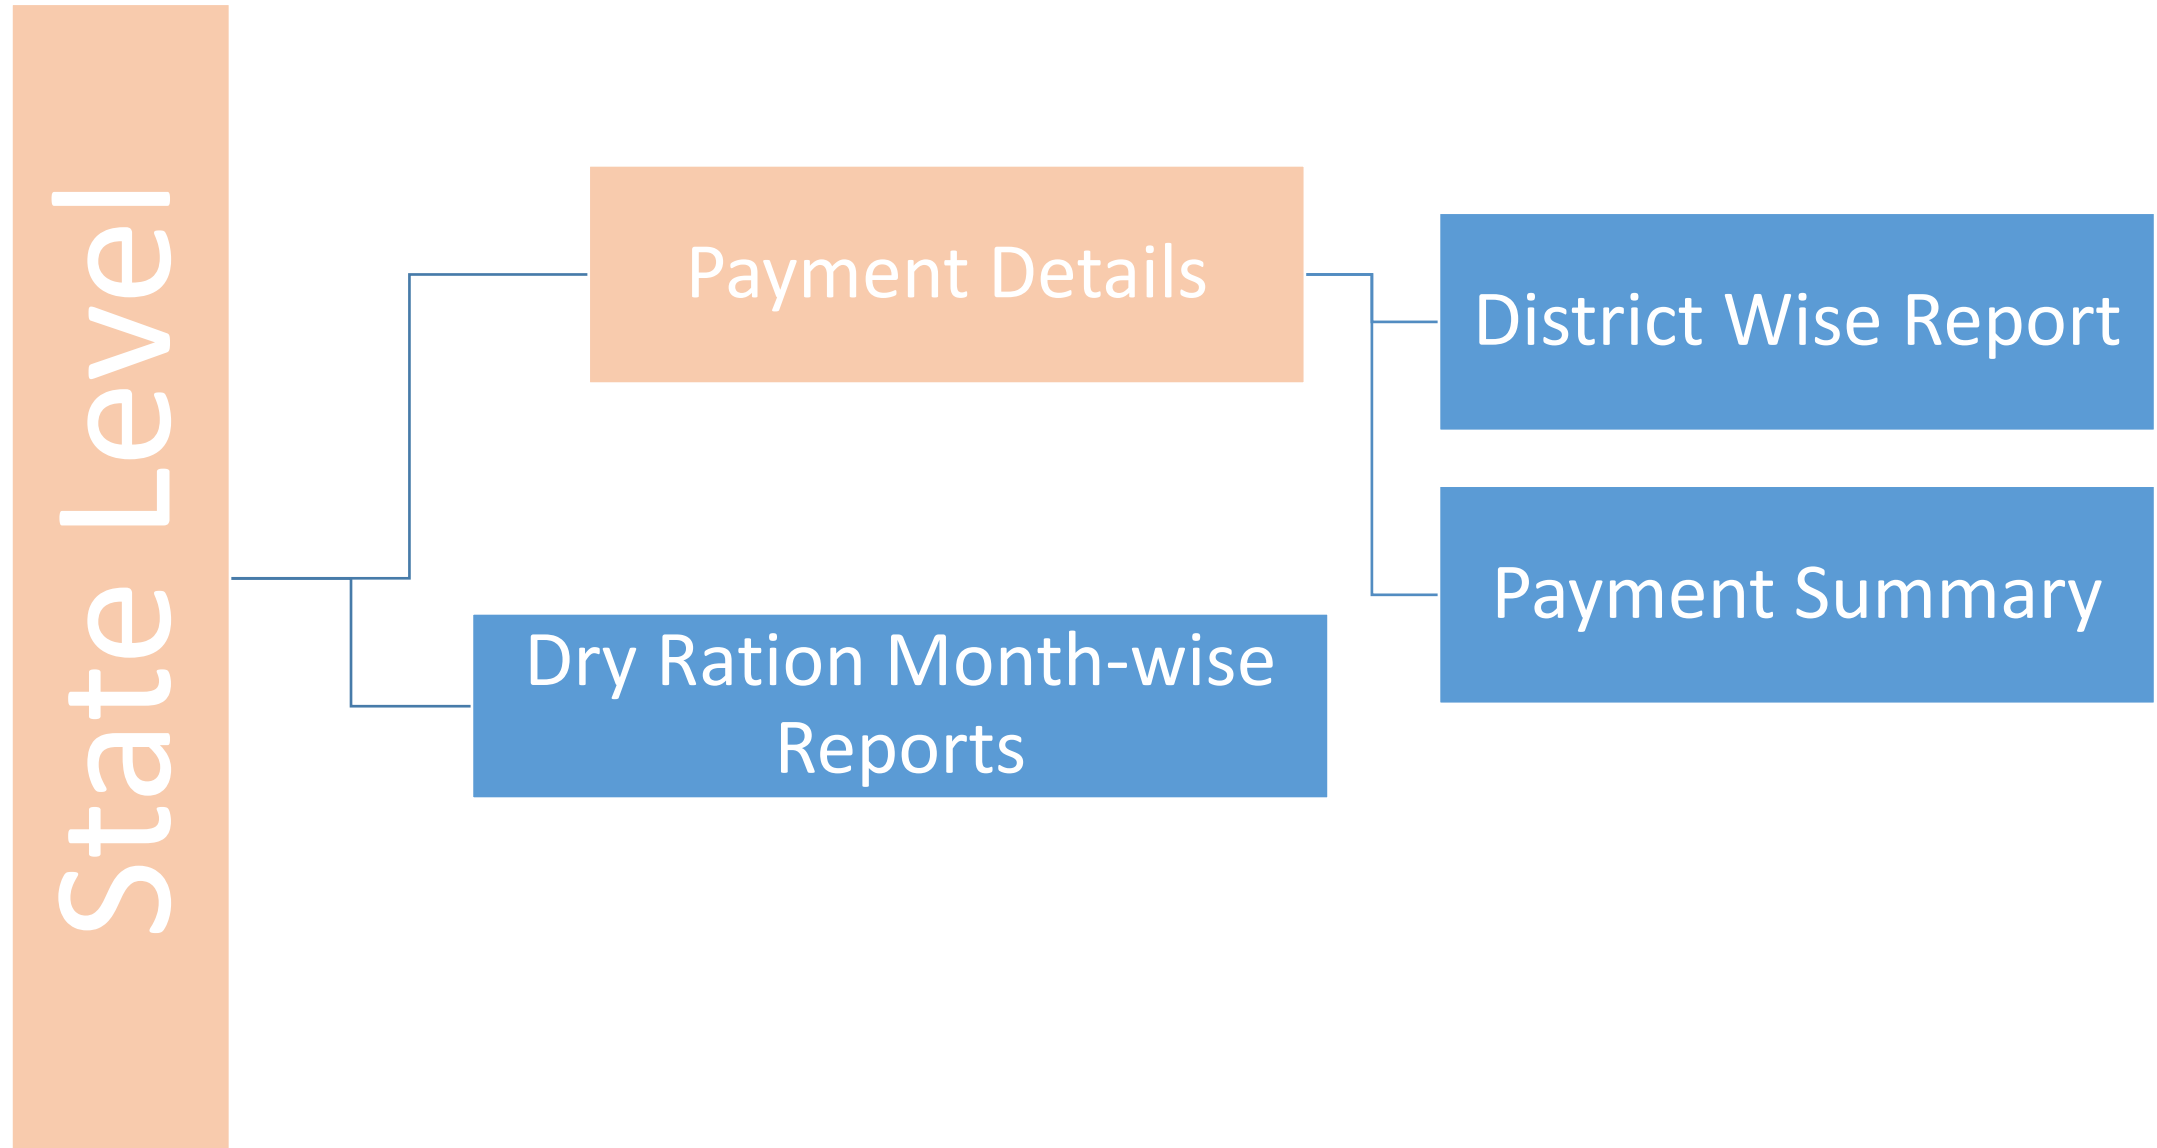 State Level
Payment Details
District Wise Report
Payment Summary
Dry Ration Month-wise
Reports